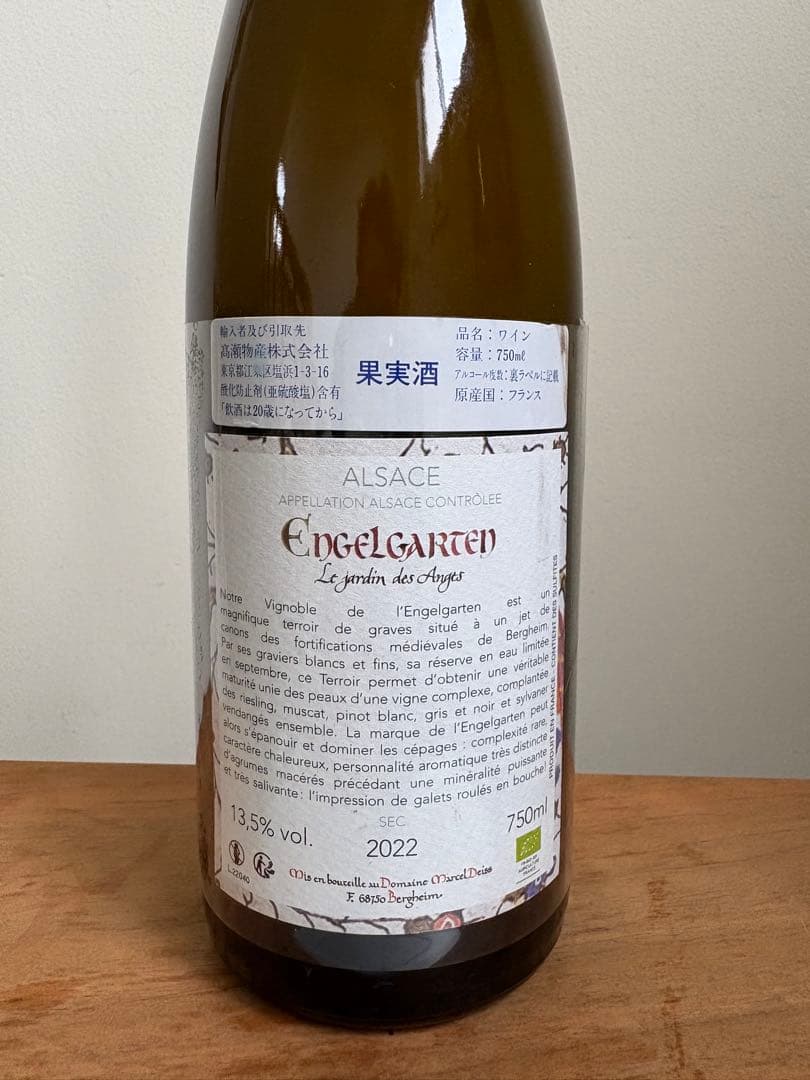 輸入者及び引取先
高瀬物産株式会社
東京都江東区塩浜1-3-16
酸化防止剤(亜硫酸塩)含有
「飲酒は20歳になってから」
果実酒
品名：ワイン
容量：750mℓ
アルコール度数：裏ラベルに記載
原産国：フランス
ALSACE
APPELLATION ALSACE CONTRÔLEE
ENGELGARTEN
Le jardin des Anges
Notre Vignoble de l'Engelgarten est un
magnifique terroir de graves situé à un jet de
canons des fortifications médiévales de Bergheim.
Par ses graviers blancs et fins, sa réserve en eau limitée
en septembre, ce Terroir permet d'obtenir une véritable
maturité unie des peaux d'une vigne complexe, complantée
des riesling, muscat, pinot blanc, gris et noir et sylvaner
vendangés ensemble. La marque de l'Engelgarten peut
alors s'épanouir et dominer les cépages : complexité rare,
caractère chaleureux, personnalité aromatique très distincte
d'agrumes macérés précédant une minéralité puissante
et très salivante : l'impression de galets roulés en bouche!
PRODUIT EN FRANCE - CONTIENT DES SULFITES
13,5% vol.
SEC
2022
750ml
L.22040
FR-BIO-01
AGRICULTURE
FRANCE
Mis en bouteille au Domaine Marcel Deiss
F. 68750 Bergheim